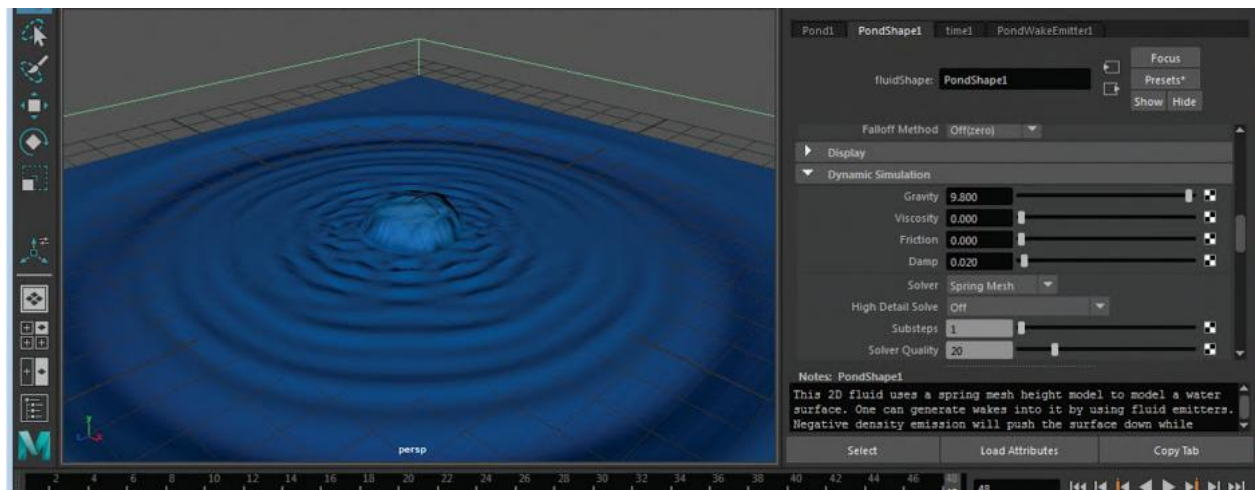 Pond1 PondShape1 time1 PondWakeEmitter1
Focus
fluidShape: PondShape1 Presets*
Show Hide
Falloff Method Off(zero)
Display
Dynamic Simulation
Gravity 9.800
Viscosity 0.000
Friction 0.000
Damp 0.020
Solver Spring Mesh
High Detail Solve Off
Substeps 1
Solver Quality 20
Notes: PondShape1
This 2D fluid uses a spring mesh height model to model a water
surface. One can generate wakes into it by using fluid emitters.
Negative density emission will push the surface down while
persp
Select Load Attributes Copy Tab
2 4 6 8 10 12 14 16 18 20 22 24 26 28 30 32 34 36 38 40 42 44 46 48 48